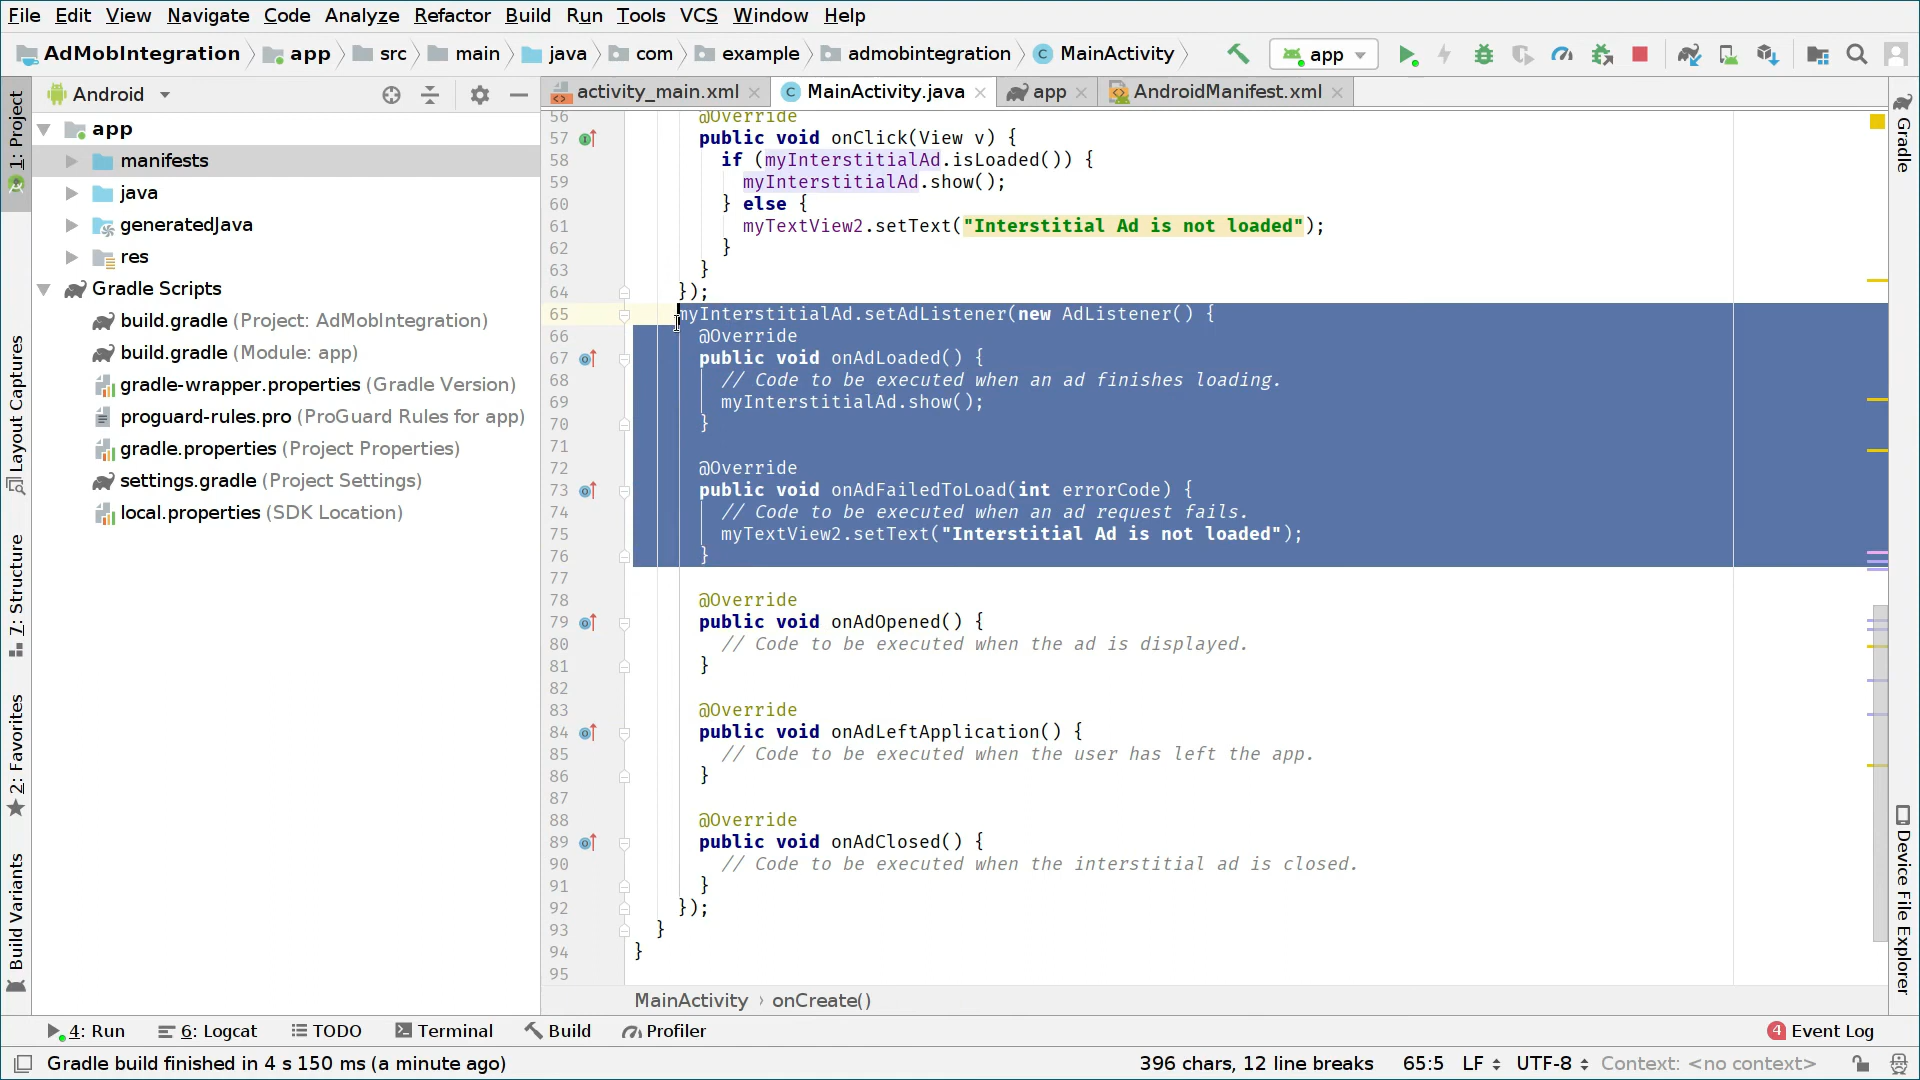 File Edit View Navigate Code Analyze Refactor Build Run Tools VCS Window Help
AdMobIntegration app src main java com example admobintegration MainActivity app
1: Project
Layout Captures
7: Structure
2: Favorites
Build Variants
Android
app
manifests
java
generatedJava
res
Gradle Scripts
build.gradle (Project: AdMobIntegration)
build.gradle (Module: app)
gradle-wrapper.properties (Gradle Version)
proguard-rules.pro (ProGuard Rules for app)
gradle.properties (Project Properties)
settings.gradle (Project Settings)
local.properties (SDK Location)
activity_main.xml MainActivity.java app AndroidManifest.xml
56 @Override
57 public void onClick(View v) {
58 if (myInterstitialAd.isLoaded()) {
59 myInterstitialAd.show();
60 } else {
61 myTextView2.setText("Interstitial Ad is not loaded");
62 }
63 }
64 });
65 myInterstitialAd.setAdListener(new AdListener() {
66 @Override
67 public void onAdLoaded() {
68 // Code to be executed when an ad finishes loading.
69 myInterstitialAd.show();
70 }
71
72 @Override
73 public void onAdFailedToLoad(int errorCode) {
74 // Code to be executed when an ad request fails.
75 myTextView2.setText("Interstitial Ad is not loaded");
76 }
77
78 @Override
79 public void onAdOpened() {
80 // Code to be executed when the ad is displayed.
81 }
82
83 @Override
84 public void onAdLeftApplication() {
85 // Code to be executed when the user has left the app.
86 }
87
88 @Override
89 public void onAdClosed() {
90 // Code to be executed when the interstitial ad is closed.
91 }
92 });
93 }
94 }
95
MainActivity › onCreate()
Gradle
Device File Explorer
4: Run 6: Logcat TODO Terminal Build Profiler 4 Event Log
Gradle build finished in 4 s 150 ms (a minute ago) 396 chars, 12 line breaks 65:5 LF UTF-8 Context: <no context>